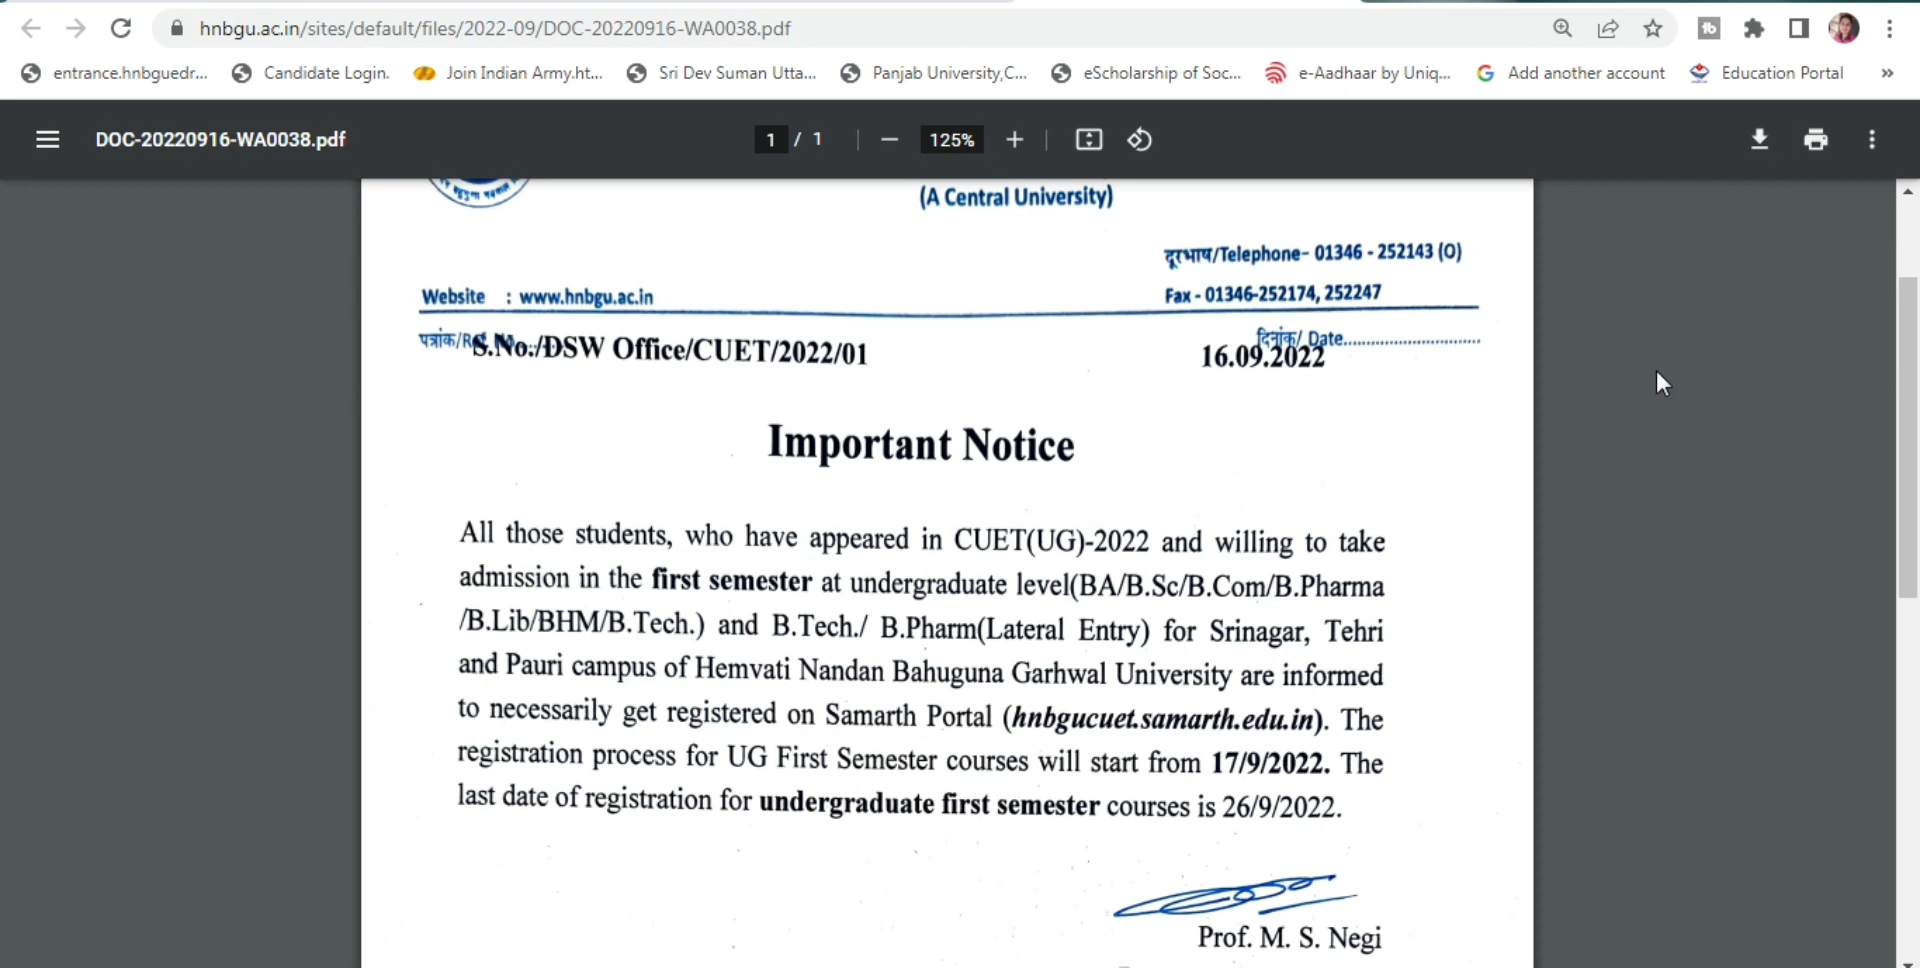 hnbgu.ac.in/sites/default/files/2022-09/DOC-20220916-WA0038.pdf
entrance.hnbguedr... Candidate Login. Join Indian Army.ht... Sri Dev Suman Utta... Panjab University,C... eScholarship of Soc... e-Aadhaar by Uniq... Add another account Education Portal »
DOC-20220916-WA0038.pdf 1 / 1 125%
(A Central University)
दूरभाष/Telephone- 01346 - 252143 (O)
Website : www.hnbgu.ac.in Fax - 01346-252174, 252247
पत्रांक/Ref. No. दिनांक/ Date................................
S.No./DSW Office/CUET/2022/01 16.09.2022
Important Notice
All those students, who have appeared in CUET(UG)-2022 and willing to take
admission in the first semester at undergraduate level(BA/B.Sc/B.Com/B.Pharma
/B.Lib/BHM/B.Tech.) and B.Tech./ B.Pharm(Lateral Entry) for Srinagar, Tehri
and Pauri campus of Hemvati Nandan Bahuguna Garhwal University are informed
to necessarily get registered on Samarth Portal (hnbgucuet.samarth.edu.in). The
registration process for UG First Semester courses will start from 17/9/2022. The
last date of registration for undergraduate first semester courses is 26/9/2022.
Prof. M. S. Negi